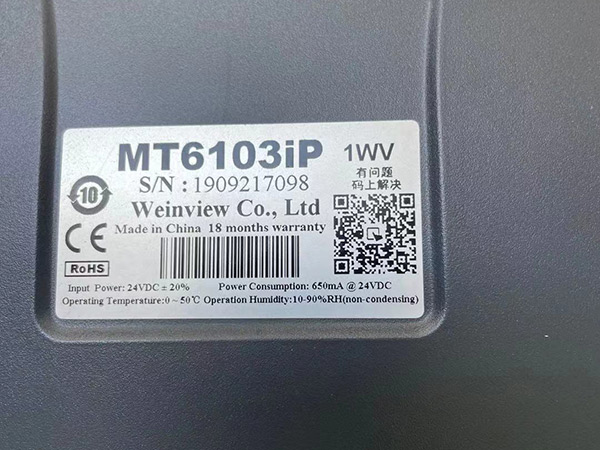 MT6103iP 1WV
S/N : 1909217098
有问题
码上解决
10
Weinview Co., Ltd
Made in China 18 months warranty
CE
RoHS
Input Power: 24VDC ± 20% Power Consumption: 650mA @ 24VDC
Operating Temperature:0 ~ 50℃ Operation Humidity:10-90%RH(non-condensing)